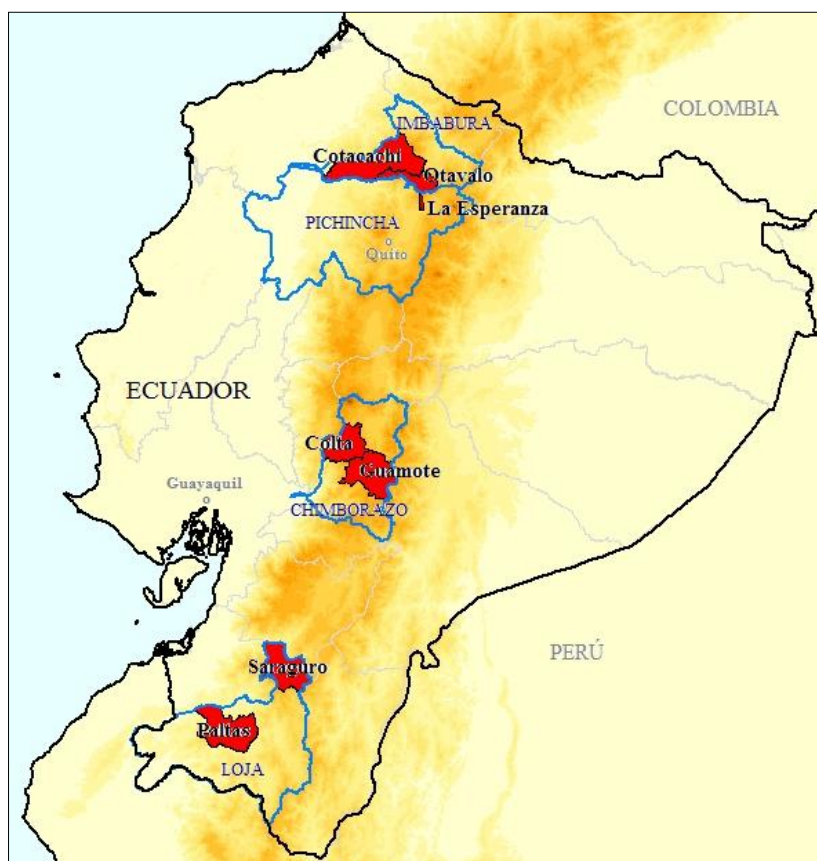 COLOMBIA
IMBABURA
Cotacachi
Otavalo
La Esperanza
PICHINCHA
Quito
ECUADOR
Colta
Guamote
Guayaquil
CHIMBORAZO
PERÚ
Saraguro
Paltas
LOJA